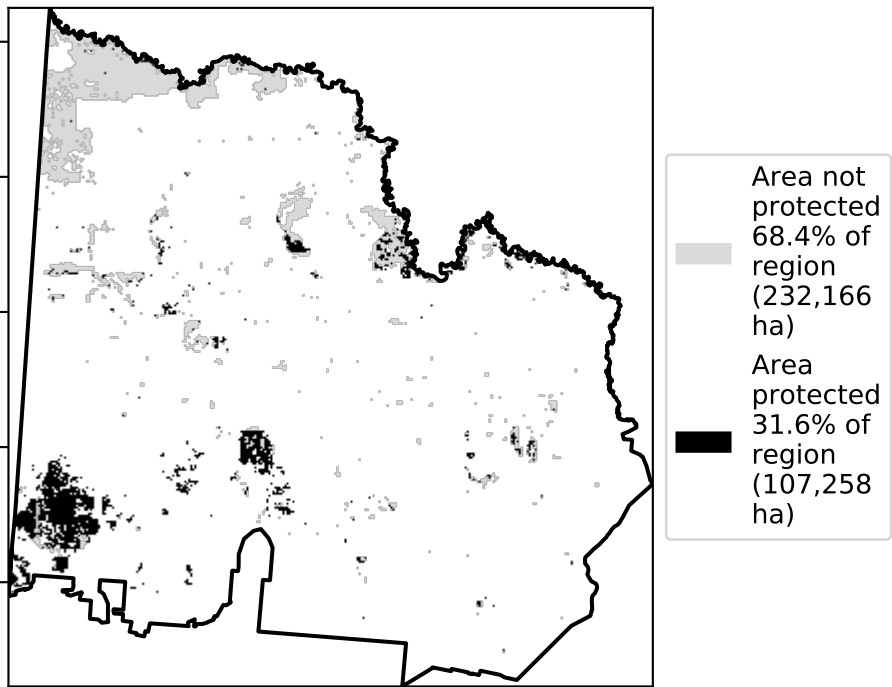 Area not
protected
68.4% of
region
(232,166
ha)
Area
protected
31.6% of
region
(107,258
ha)